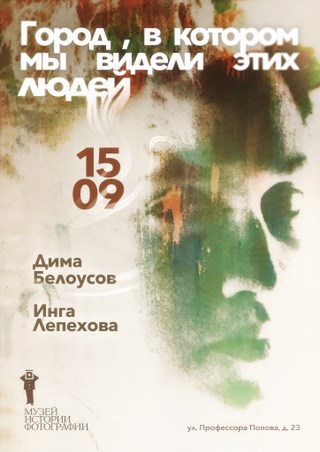 Город , в котором
мы видели этих
людей
15
09
Дима
Белоусов
Инга
Лепехова
МУЗЕЙ
ИСТОРИИ
ФОТОГРАФИИ
ул. Профессора Попова, д. 23